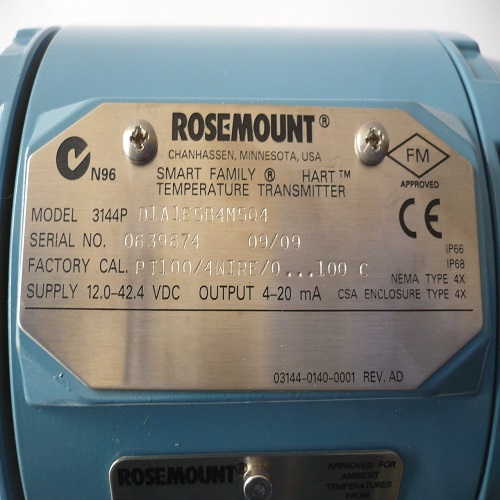 ROSEMOUNT®
CHANHASSEN, MINNESOTA, USA
N96
SMART FAMILY ® HART™
TEMPERATURE TRANSMITTER
FM
APPROVED
CE
MODEL 3144P D1A1E5B4M5Q4
SERIAL NO. 0639674 09/09
FACTORY CAL. PT100/4WIRE/0...100 C
SUPPLY 12.0-42.4 VDC OUTPUT 4-20 mA
IP66
IP68
NEMA TYPE 4X
CSA ENCLOSURE TYPE 4X
03144-0140-0001 REV. AD
ROSEMOUNT®
APPROVED FOR
AMBIENT
TEMPERATURES
FROM